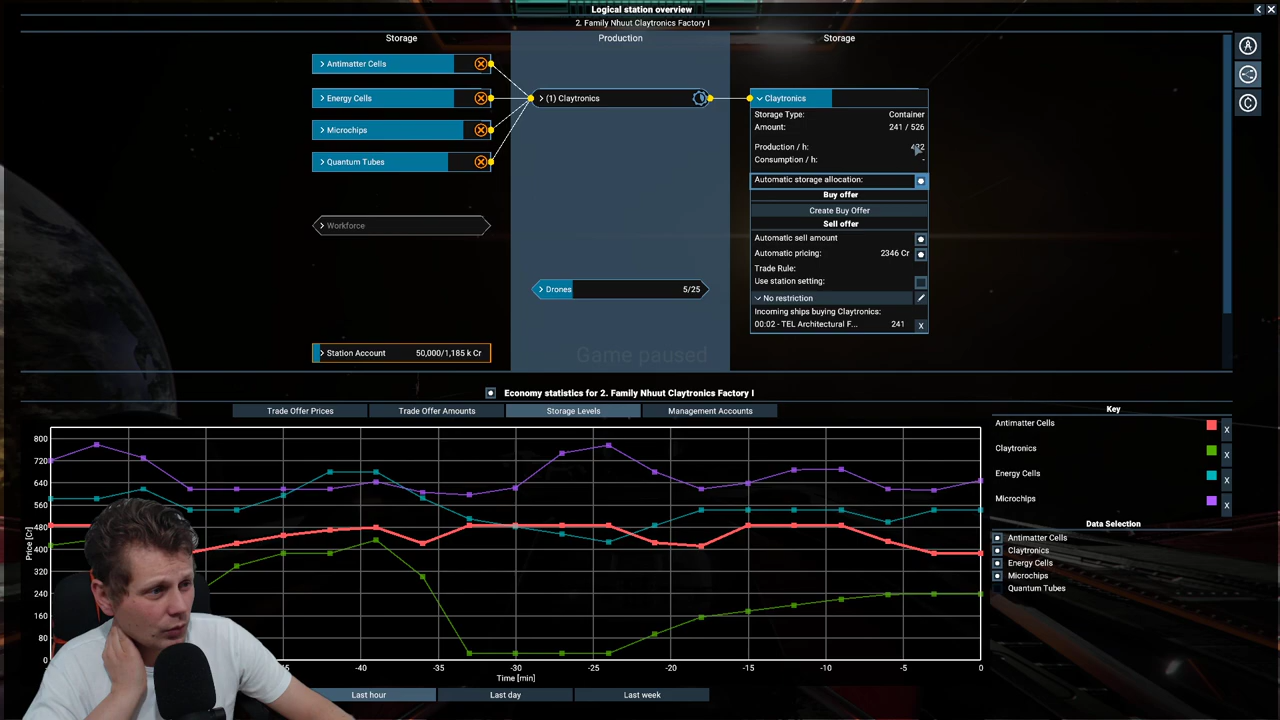 Logical station overview
2. Family Nhuut Claytronics Factory I
Storage
Production
Storage
Antimatter Cells
Energy Cells
Microchips
Quantum Tubes
Workforce
Station Account 50,000/1,185 k Cr
(1) Claytronics
Drones 5/25
Game paused
Claytronics
Storage Type: Container
Amount: 241 / 526
Production / h:
Consumption / h: -
Automatic storage allocation:
Buy offer
Create Buy Offer
Sell offer
Automatic sell amount
Automatic pricing: 2346 Cr
Trade Rule:
Use station setting:
No restriction
Incoming ships buying Claytronics:
00:02 - TEL Architectural F... 241 X
Economy statistics for 2. Family Nhuut Claytronics Factory I
Trade Offer Prices
Trade Offer Amounts
Storage Levels
Management Accounts
Price [Cr]
800
720
640
560
480
400
320
240
160
80
0
-35
-30
-25
-20
-15
-10
-5
0
Time [min]
Last hour
Last day
Last week
Key
Antimatter Cells X
Claytronics X
Energy Cells X
Microchips X
Data Selection
Antimatter Cells
Claytronics
Energy Cells
Microchips
Quantum Tubes